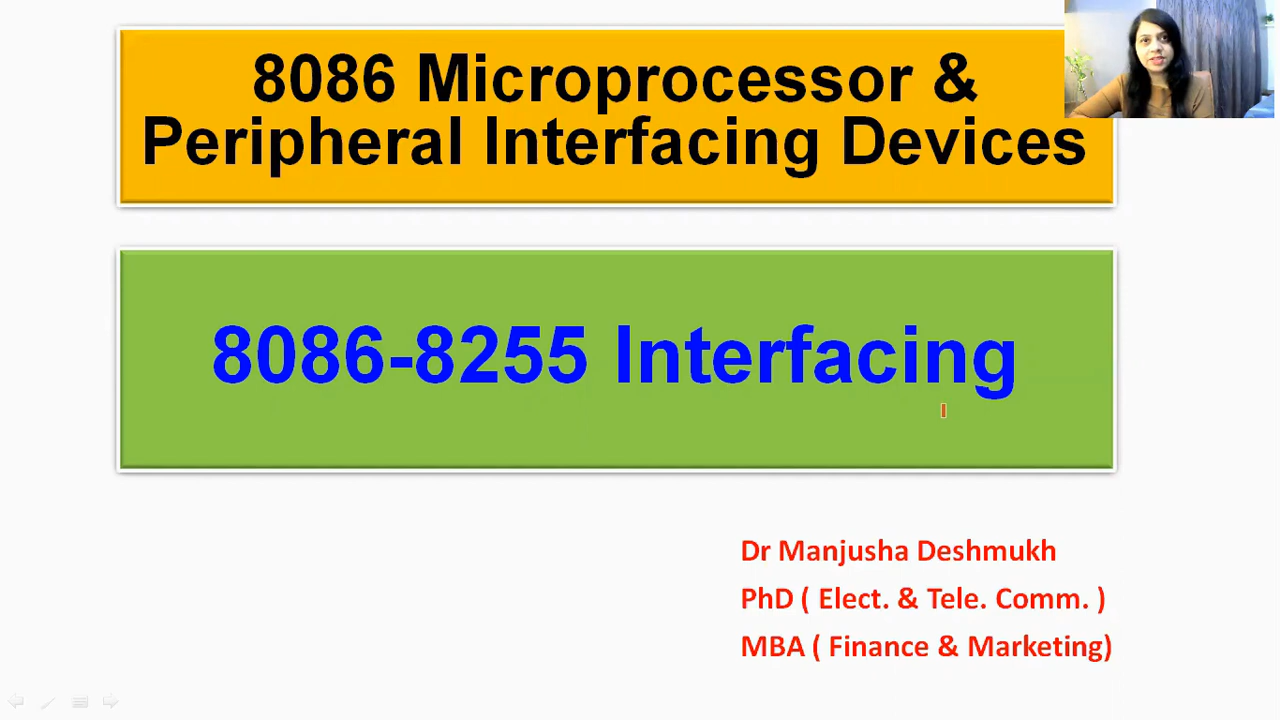 8086 Microprocessor &
Peripheral Interfacing Devices
8086-8255 Interfacing
Dr Manjusha Deshmukh
PhD ( Elect. & Tele. Comm. )
MBA ( Finance & Marketing)